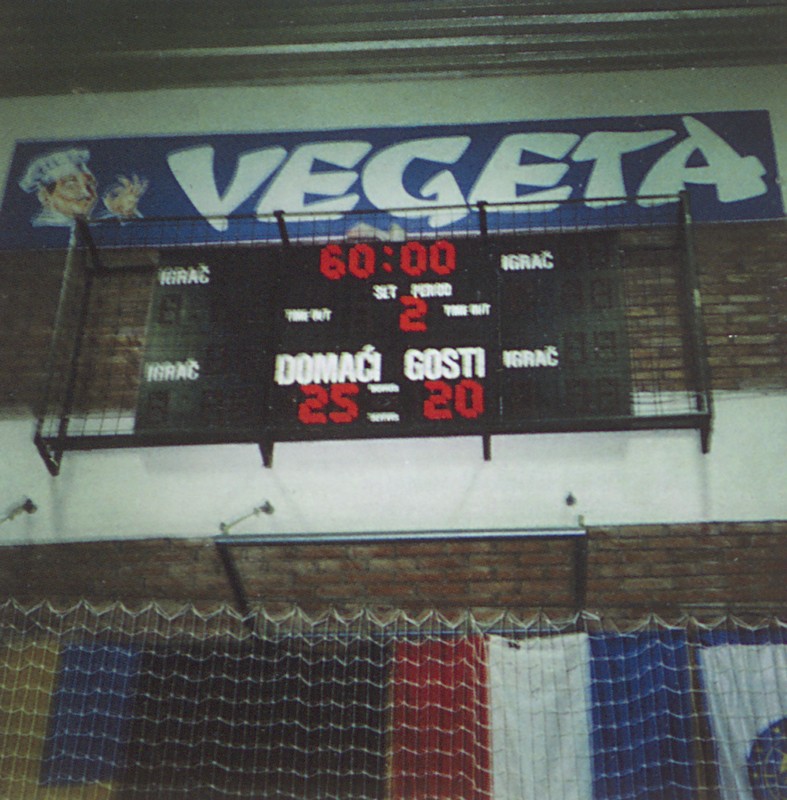 VEGETA
60:00
IGRAČ IGRAČ
SET PERIOD
TIME OUT 2 TIME OUT
DOMAĆI GOSTI
IGRAČ IGRAČ
25 20